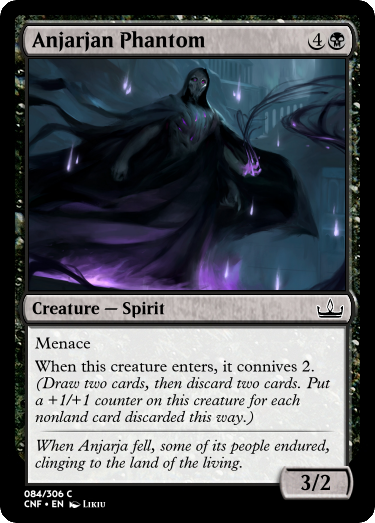 Anjarjan Phantom 4
Creature — Spirit
Menace
When this creature enters, it connives 2.
(Draw two cards, then discard two cards. Put
a +1/+1 counter on this creature for each
nonland card discarded this way.)
When Anjarja fell, some of its people endured,
clinging to the land of the living.
3/2
084/306 C
CNF • EN Likiu